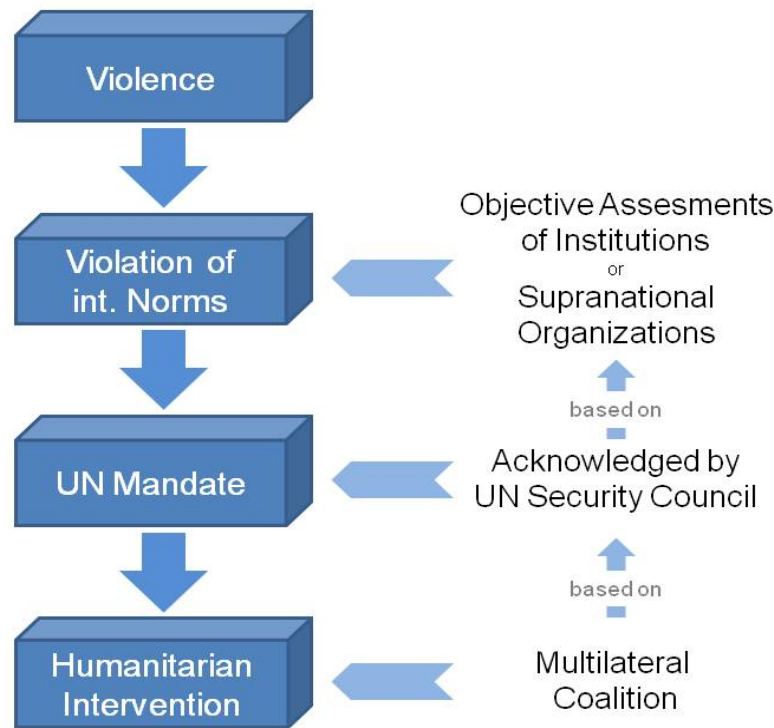 Violence
Objective Assesments
of Institutions
or
Supranational
Organizations
Violation of
int. Norms
based on
Acknowledged by
UN Security Council
UN Mandate
based on
Multilateral
Coalition
Humanitarian
Intervention